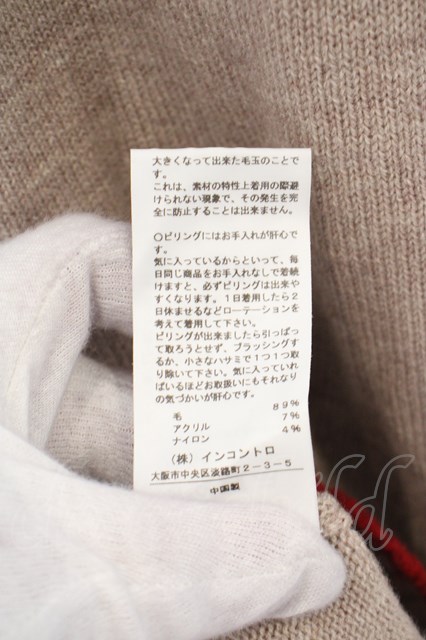 大きくなって出来た毛玉のことで
す。
これは、素材の特性上着用の際避
けられない現象で、その発生を完
全に防止することは出来ません。
○ピリングにはお手入れが肝心で
す。
気に入っているからといって、毎
日同じ商品をお手入れなしで着続
けますと、必ずピリングは出来や
すくなります。1日着用したら2
日休ませるなどローテーションを
考えて着用して下さい。
ピリングが出来ましたら引っぱっ
て取ろうとせず、ブラッシングす
るか、小さなハサミで1つ1つ取
り除いて下さい。気に入っていれ
ばいるほどお取扱いにもそれなり
の気づかいが肝心です。
毛 89%
アクリル 7%
ナイロン 4%
(株) インコントロ
大阪市中央区淡路町2-3-5
中国製